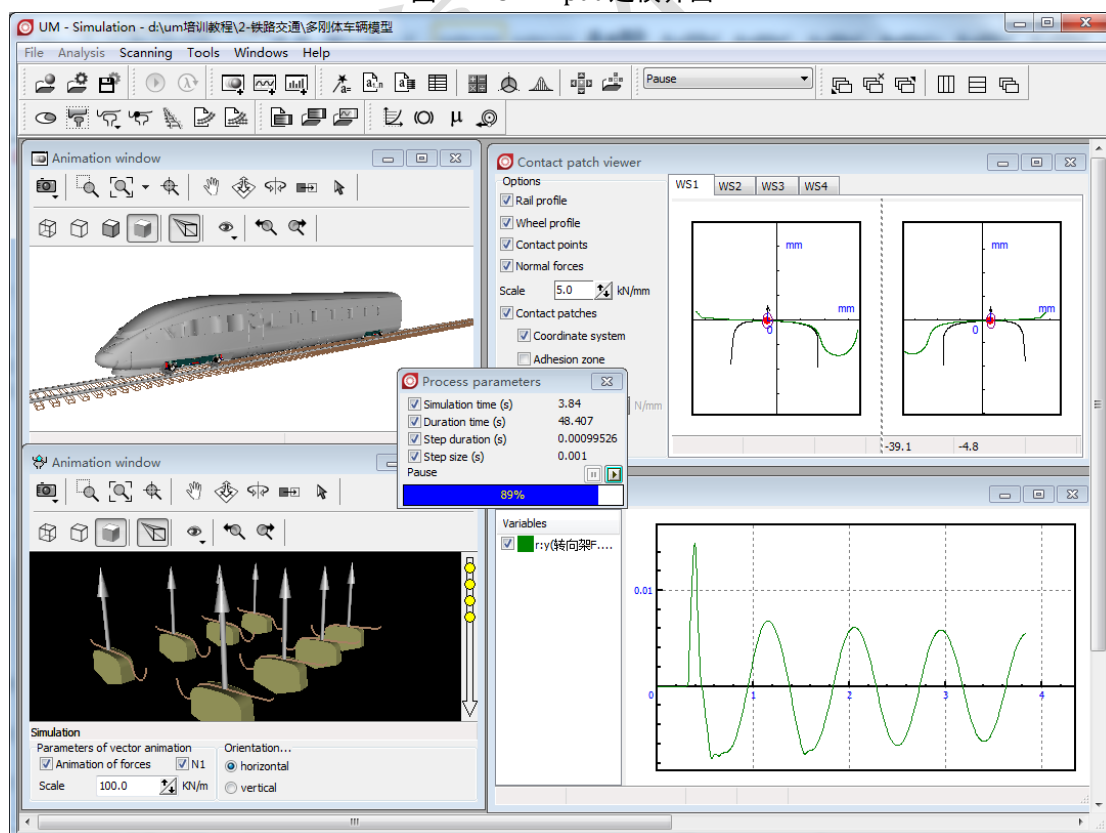 UM - Simulation - d:\um培训教程\2-铁路交通\多刚体车辆模型
File Analysis Scanning Tools Windows Help
Pause
Animation window
Contact patch viewer
Options
Rail profile
Wheel profile
Contact points
Normal forces
Scale 5.0 kN/mm
Contact patches
Coordinate system
Adhesion zone
N/mm
WS1 WS2 WS3 WS4
mm
mm
0
mm
mm
0
-39.1 -4.8
Process parameters
Simulation time (s) 3.84
Duration time (s) 48.407
Step duration (s) 0.00099526
Step size (s) 0.001
Pause
89%
Animation window
Simulation
Parameters of vector animation
Animation of forces N1
Scale 100.0 KN/m
Orientation...
horizontal
vertical
Variables
r:y(转向架F....
0.01
0 1 2 3 4